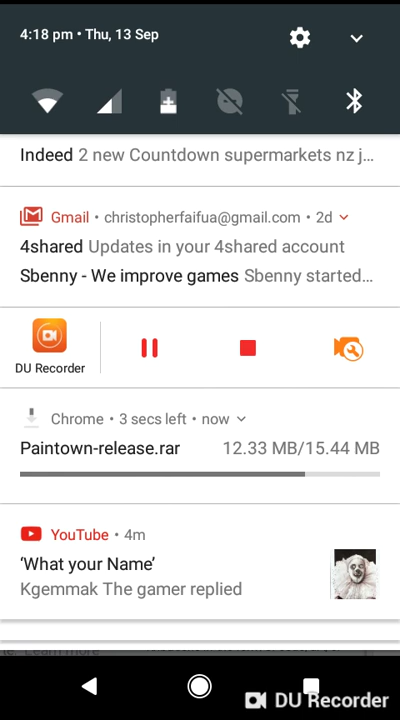 4:18 pm • Thu, 13 Sep
Indeed 2 new Countdown supermarkets nz j…
Gmail • christopherfaifua@gmail.com • 2d
4shared Updates in your 4shared account
Sbenny - We improve games Sbenny started…
DU Recorder
Chrome • 3 secs left • now
Paintown-release.rar 12.33 MB/15.44 MB
YouTube • 4m
‘What your Name’
Kgemmak The gamer replied
Learn more
DU Recorder